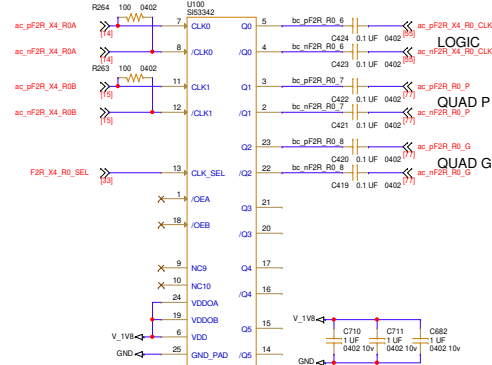 U100
SI53342
R264 100 0402
ac_pF2R_X4_R0A
[14]
7 CLK0
ac_nF2R_X4_R0A
[14]
8 /CLK0
R263 100 0402
ac_pF2R_X4_R0B
[15]
11 CLK1
ac_nF2R_X4_R0B
[15]
12 /CLK1
F2R_X4_R0_SEL
[33]
13 CLK_SEL
1 /OEA
18 /OEB
9 NC9
10 NC10
24 VDDOA
19 VDDOB
V_1V8 6 VDD
GND 25 GND_PAD
Q0 5 bc_pF2R_R0_6 ac_pF2R_X4_R0_CLK
C424 0.1 UF 0402
LOGIC
/Q0 4 bc_nF2R_R0_6 ac_nF2R_X4_R0_CLK
C423 0.1 UF 0402
Q1 3 bc_pF2R_R0_7 ac_pF2R_R0_P
C422 0.1 UF 0402 [77]
QUAD P
/Q1 2 bc_nF2R_R0_7 ac_nF2R_R0_P
C421 0.1 UF 0402 [77]
Q2 23 bc_pF2R_R0_8 ac_pF2R_R0_G
C420 0.1 UF 0402 [77]
QUAD G
/Q2 22 bc_nF2R_R0_8 ac_nF2R_R0_G
C419 0.1 UF 0402 [77]
Q3 21
/Q3 20
Q4 17
/Q4 16
Q5 15
/Q5 14
V_1V8
C710 C711 C682
1 UF 1 UF 1 UF
0402 10v 0402 10v 0402 10v
GND